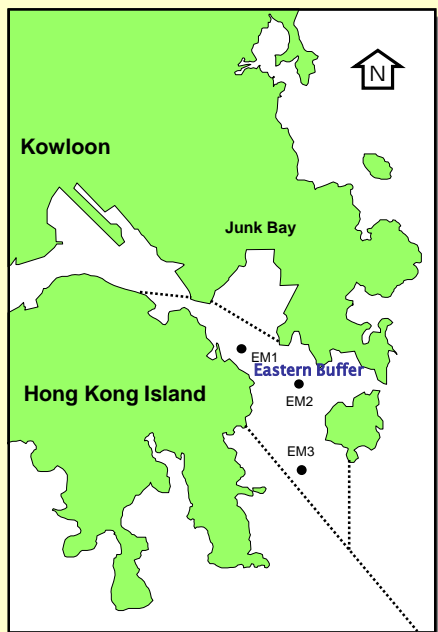 N
Kowloon
Junk Bay
EM1
Eastern Buffer
Hong Kong Island
EM2
EM3